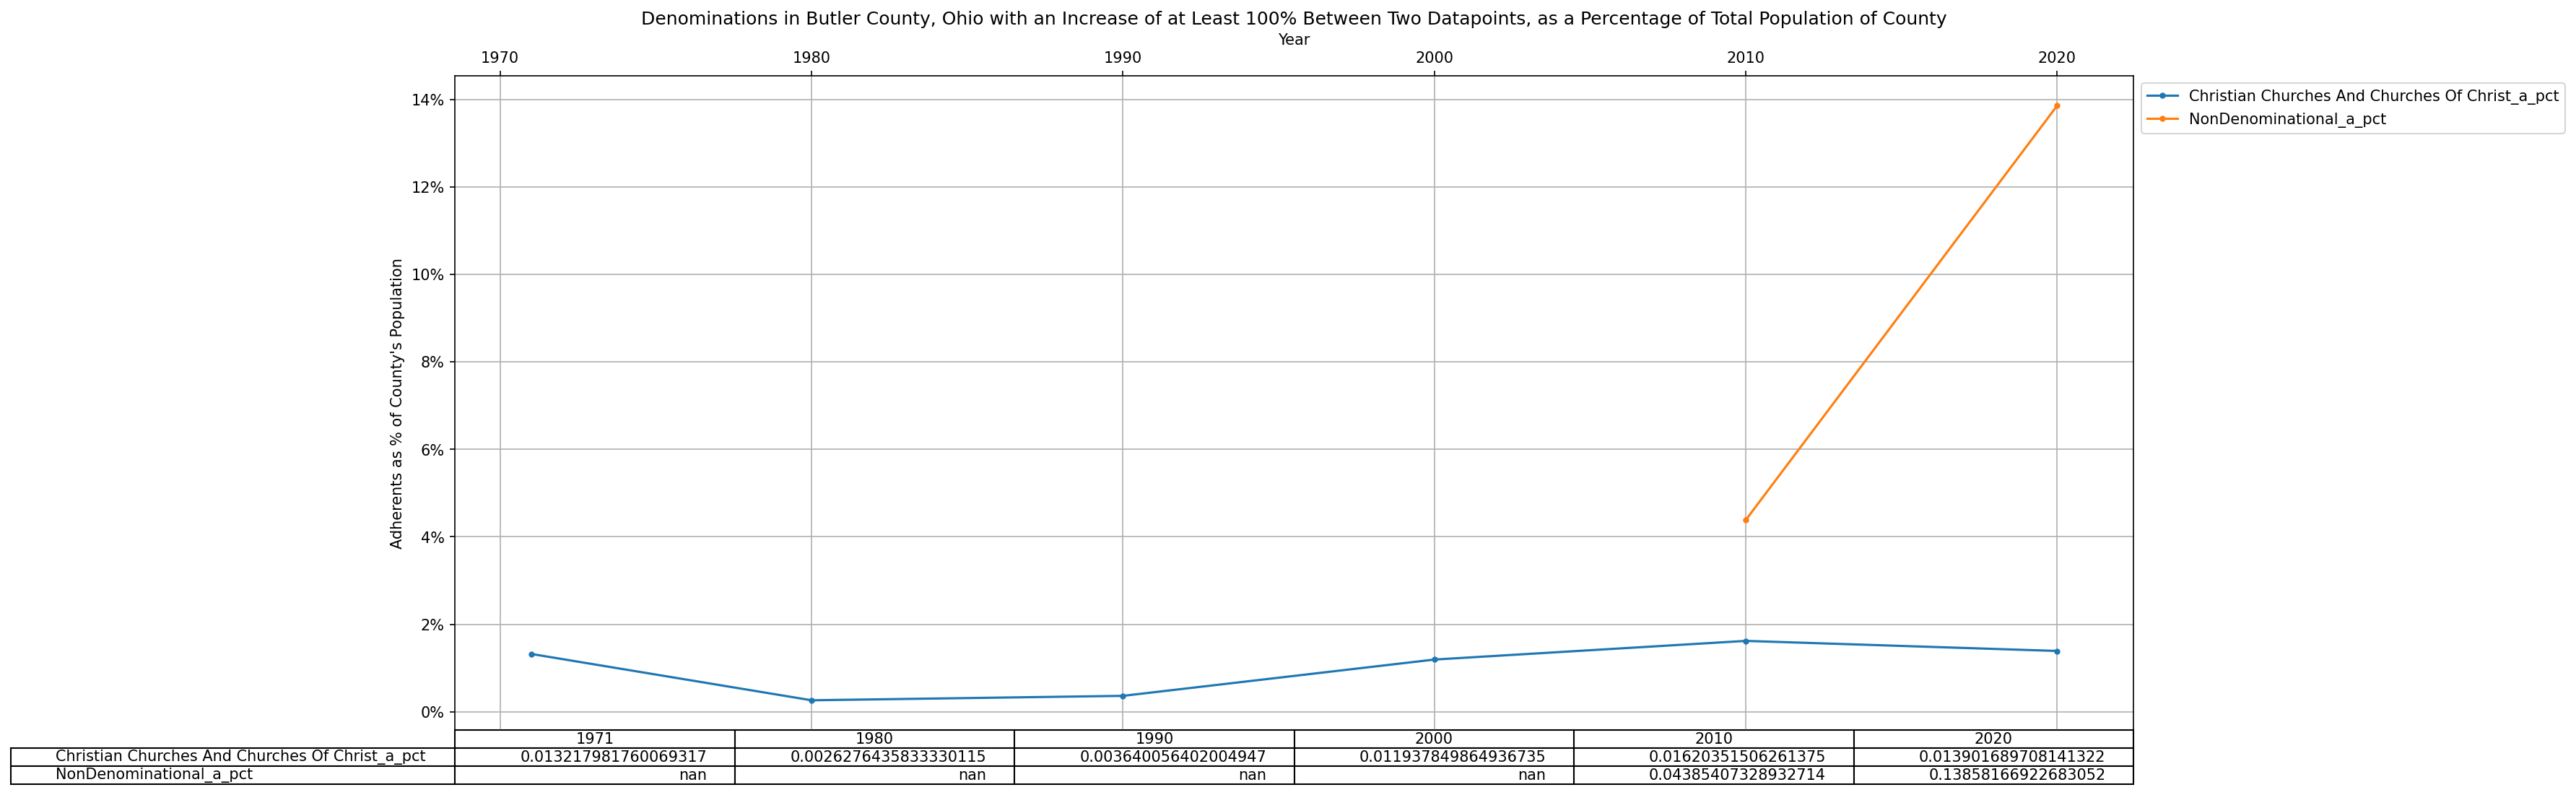 Denominations in Butler County, Ohio with an Increase of at Least 100% Between Two Datapoints, as a Percentage of Total Population of County
Year
1970 1980 1990 2000 2010 2020
14%
12%
10%
8%
6%
4%
2%
0%
Adherents as % of County's Population
Christian Churches And Churches Of Christ_a_pct
NonDenominational_a_pct
1971 1980 1990 2000 2010 2020
Christian Churches And Churches Of Christ_a_pct 0.013217981760069317 0.0026276435833330115 0.003640056402004947 0.011937849864936735 0.01620351506261375 0.013901689708141322
NonDenominational_a_pct nan nan nan nan 0.04385407328932714 0.13858166922683052